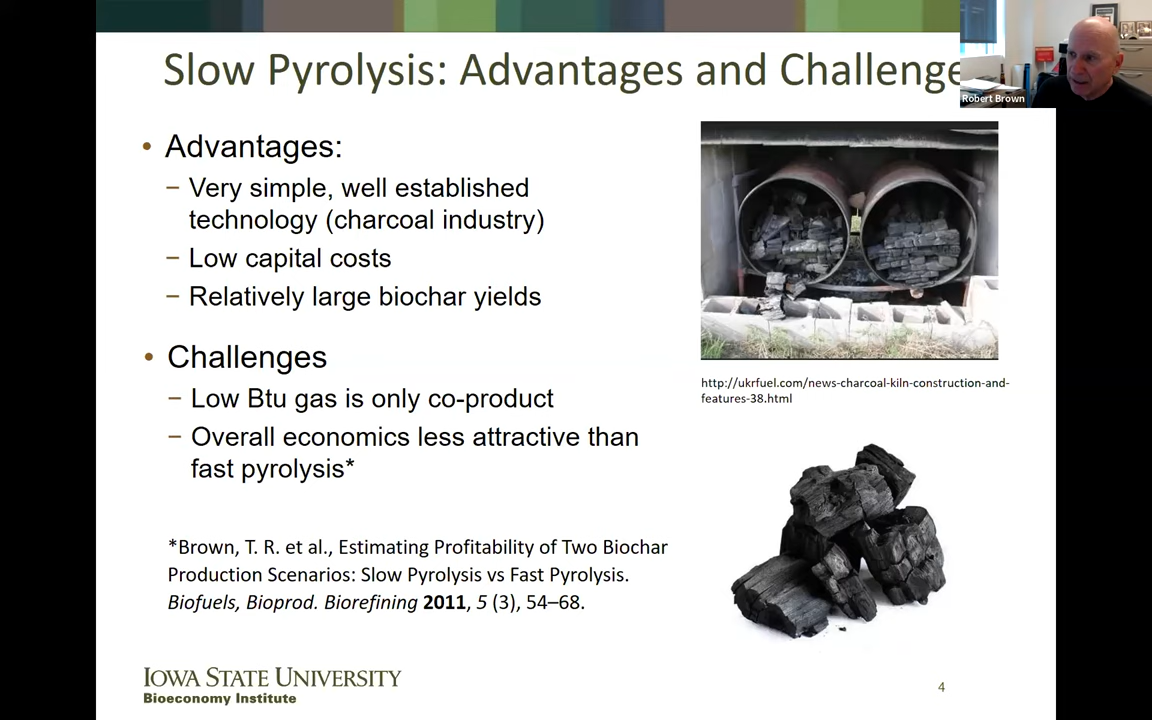 Slow Pyrolysis: Advantages and Challenge
Robert Brown
• Advantages:
– Very simple, well established
technology (charcoal industry)
– Low capital costs
– Relatively large biochar yields
• Challenges
– Low Btu gas is only co-product
– Overall economics less attractive than
fast pyrolysis*
http://ukrfuel.com/news-charcoal-kiln-construction-and-
features-38.html
*Brown, T. R. et al., Estimating Profitability of Two Biochar
Production Scenarios: Slow Pyrolysis vs Fast Pyrolysis.
Biofuels, Bioprod. Biorefining 2011, 5 (3), 54–68.
IOWA STATE UNIVERSITY
Bioeconomy Institute
4